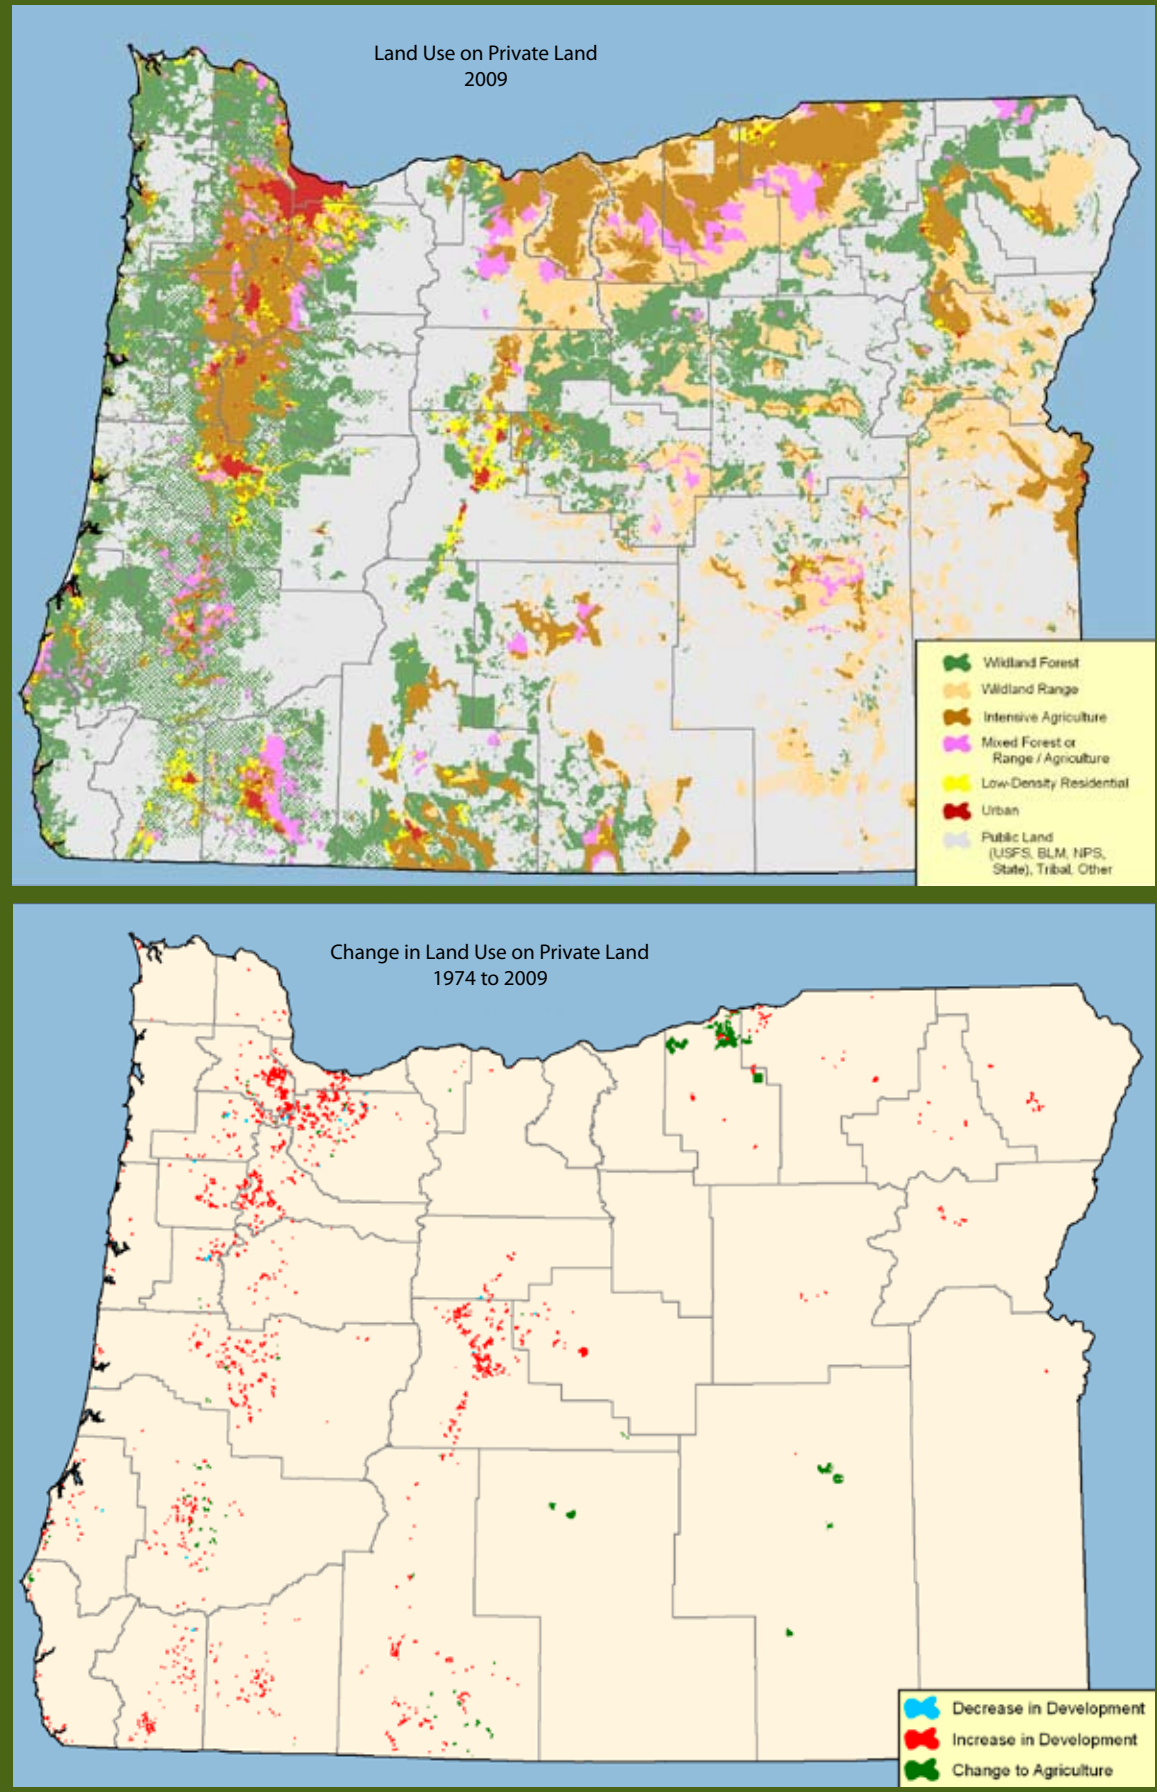 Land Use on Private Land
2009
Wildland Forest
Wildland Range
Intensive Agriculture
Mixed Forest or
Range / Agriculture
Low-Density Residential
Urban
Public Land
(USFS, BLM, NPS,
State), Tribal, Other
Change in Land Use on Private Land
1974 to 2009
Decrease in Development
Increase in Development
Change to Agriculture